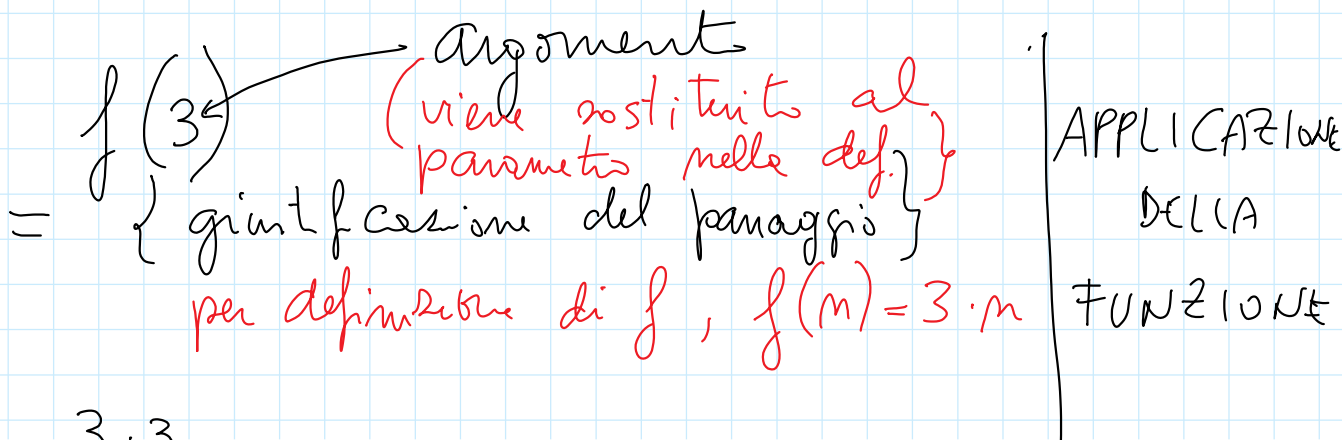 argomento
f(3)
(viene sostituito al
parametro nella def.)
= { giustificazione del passaggio }
per definizione di f, f(n) = 3·n
3·3
APPLICAZIONE
DELLA
FUNZIONE